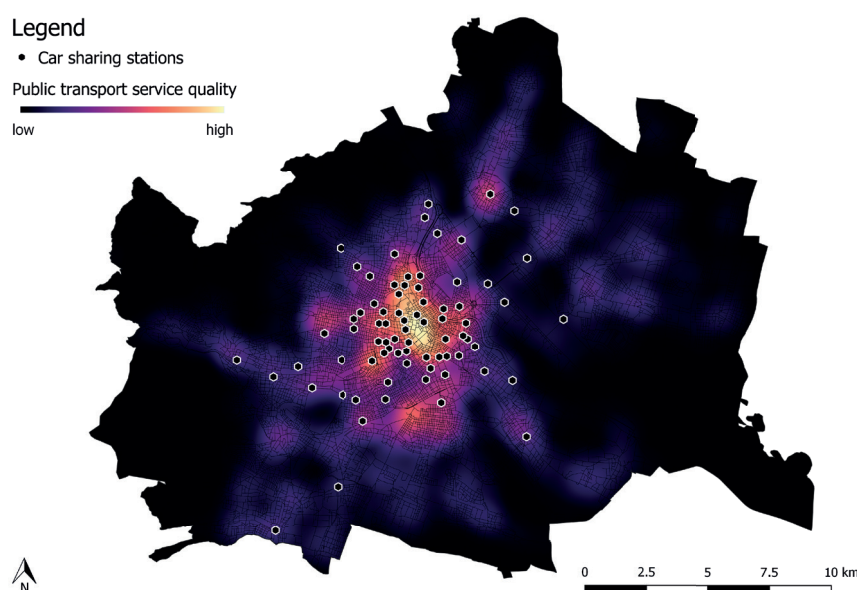 Legend
Car sharing stations
Public transport service quality
low high
N
0 2.5 5 7.5 10 km